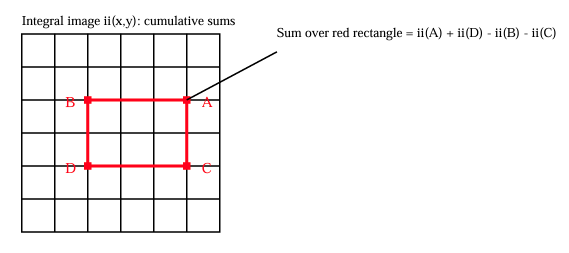 Integral image ii(x,y): cumulative sums
Sum over red rectangle = ii(A) + ii(D) - ii(B) - ii(C)
B
A
D
C